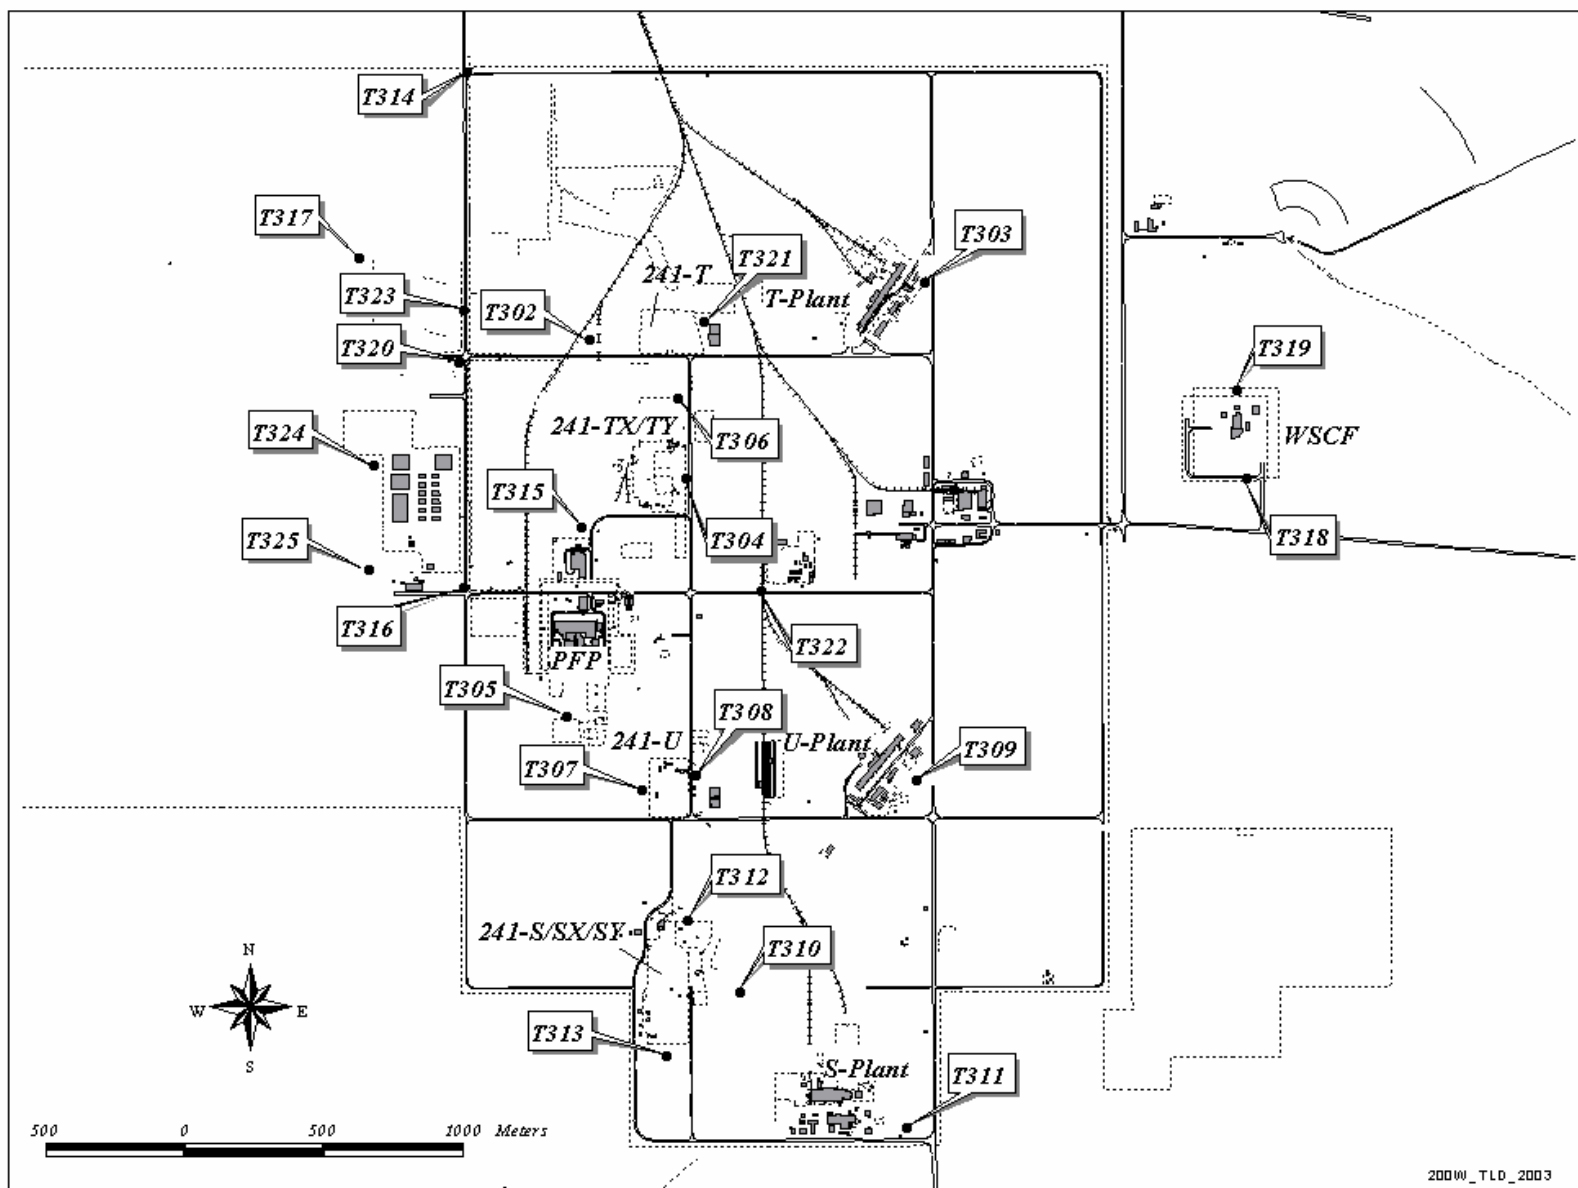 T314
T317
T303
T321
241-T
T-Plant
T323
T302
T320
T319
241-TX/TY
T306
WSCF
T324
T315
T304
T318
T325
T316
T322
PFP
T305
T308
241-U
U-Plant
T309
T307
T312
241-S/SX/SY
T310
N
W E
S
T313
S-Plant
T311
500 0 500 1000 Meters
200W_TLD_2003